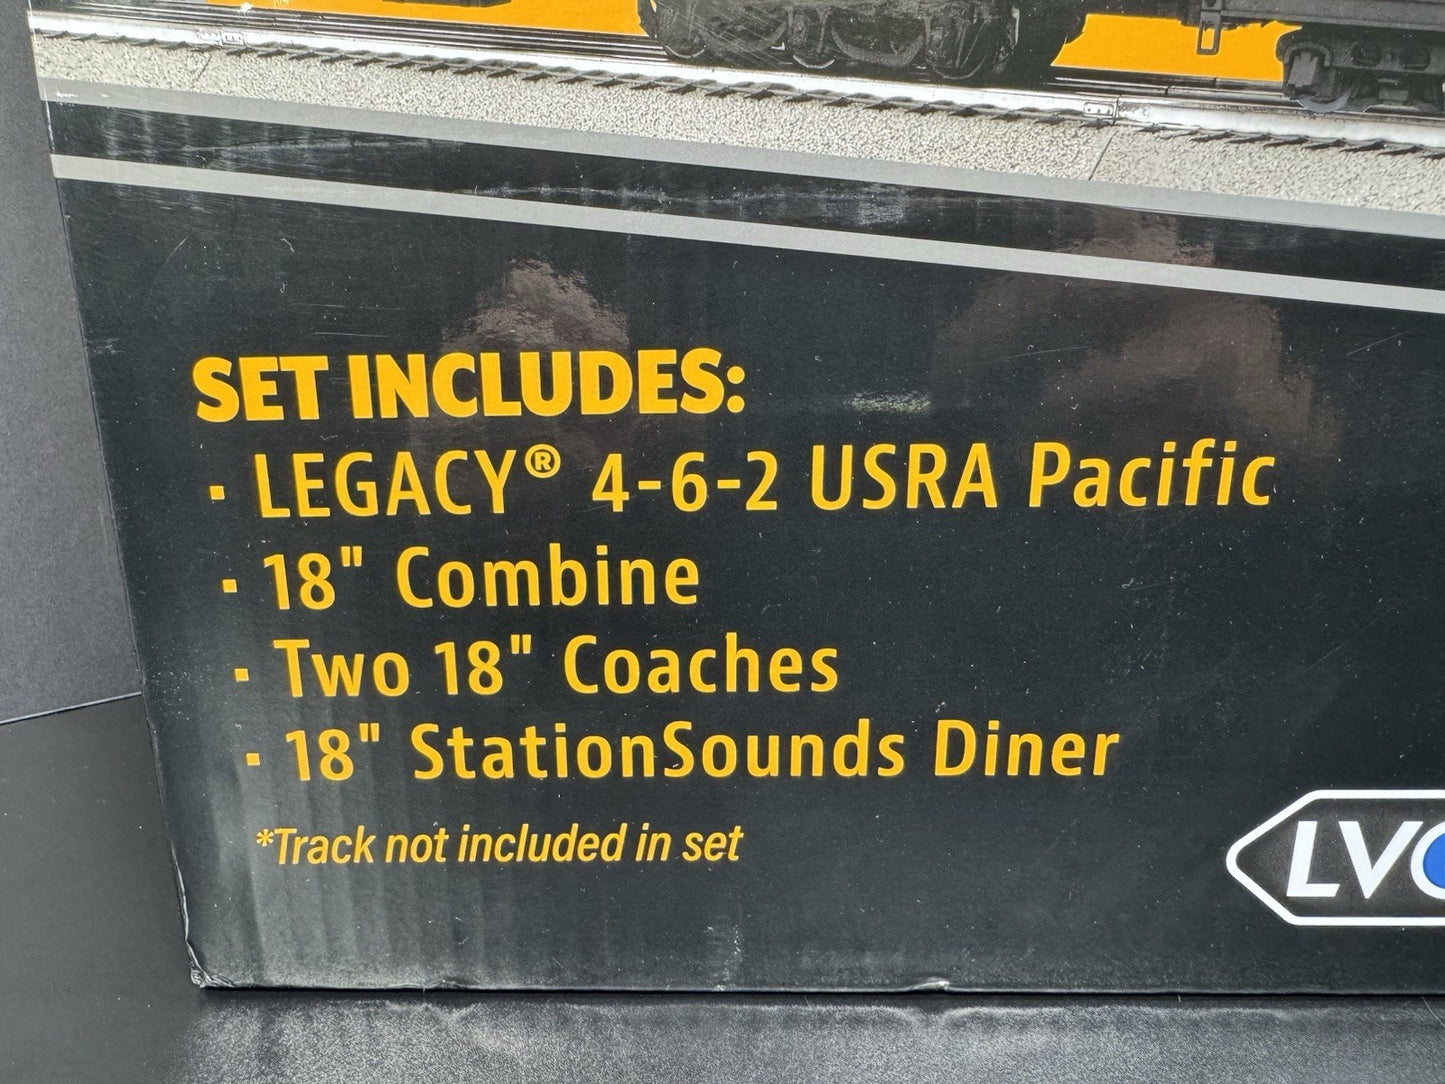 SET INCLUDES:
· LEGACY® 4-6-2 USRA Pacific
· 18" Combine
· Two 18" Coaches
· 18" StationSounds Diner
*Track not included in set